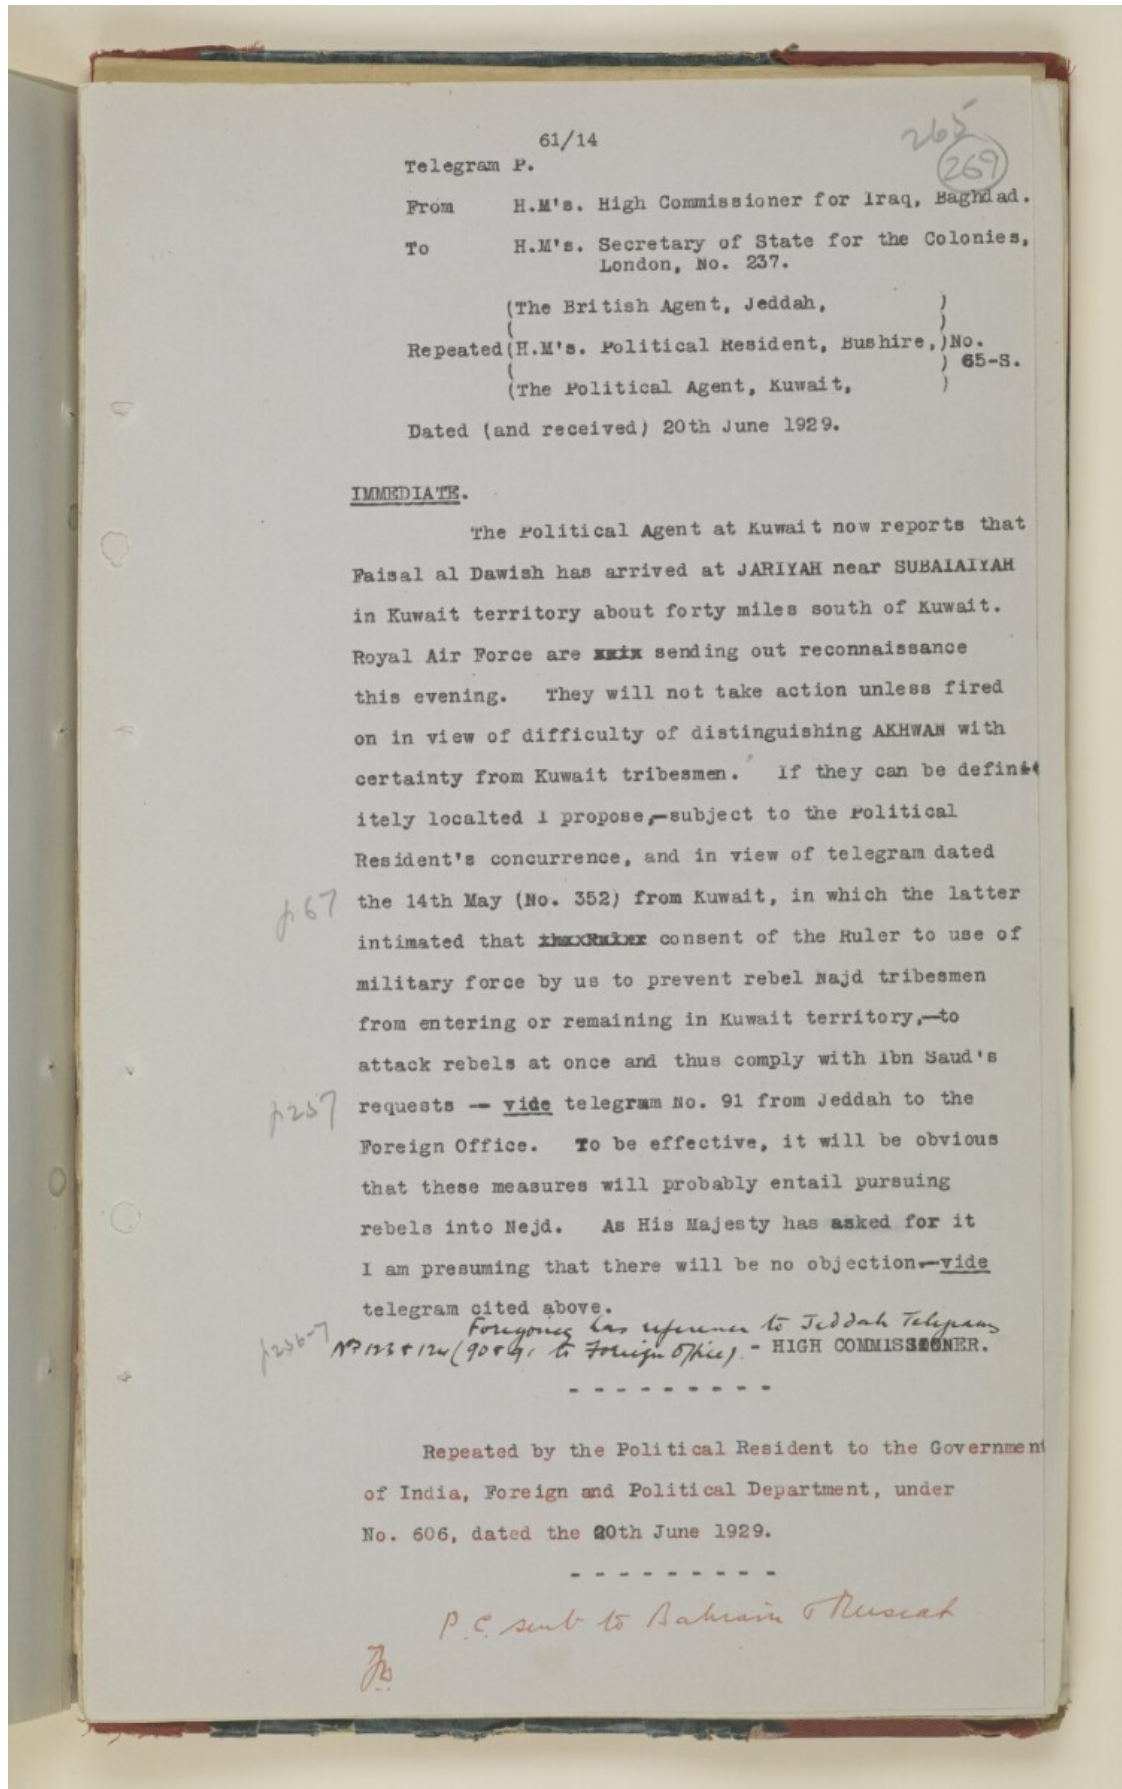 265
269
61/14
Telegram P.
From H.M's. High Commissioner for Iraq, Baghdad.
To H.M's. Secretary of State for the Colonies,
London, No. 237.
(The British Agent, Jeddah, )
( )
Repeated(H.M's. Political Resident, Bushire,)No.
( ) 65-S.
(The Political Agent, Kuwait, )
Dated (and received) 20th June 1929.
IMMEDIATE.
The Political Agent at Kuwait now reports that
Faisal al Dawish has arrived at JARIYAH near SUBAIAIYAH
in Kuwait territory about forty miles south of Kuwait.
Royal Air Force are sending out reconnaissance
this evening. They will not take action unless fired
on in view of difficulty of distinguishing AKHWAN with
certainty from Kuwait tribesmen. If they can be defin
itely localted I propose,—subject to the Political
Resident's concurrence, and in view of telegram dated
p 67 the 14th May (No. 352) from Kuwait, in which the latter
intimated that consent of the Ruler to use of
military force by us to prevent rebel Najd tribesmen
from entering or remaining in Kuwait territory,—to
attack rebels at once and thus comply with Ibn Saud's
p 257 requests -- vide telegram No. 91 from Jeddah to the
Foreign Office. To be effective, it will be obvious
that these measures will probably entail pursuing
rebels into Nejd. As His Majesty has asked for it
I am presuming that there will be no objection—vide
telegram cited above.
Foregoing has reference to Jeddah Telegrams
p 256-7 Nos 123 & 124 (90 & 91 to Foreign Office). - HIGH COMMISSIONER.
- - - - - - - - -
Repeated by the Political Resident to the Government
of India, Foreign and Political Department, under
No. 606, dated the 20th June 1929.
- - - - - - - - -
P.C. sent to Bahrain & Muscat